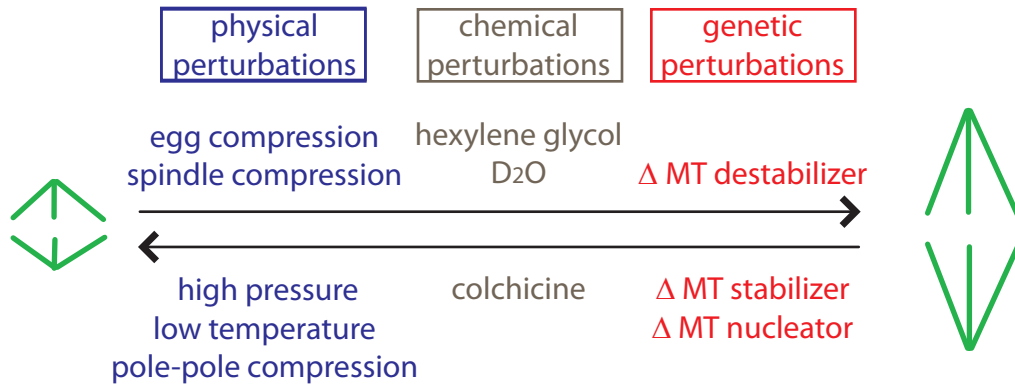 physical
perturbations
chemical
perturbations
genetic
perturbations
egg compression
spindle compression
hexylene glycol
D2O
Δ MT destabilizer
high pressure
low temperature
pole-pole compression
colchicine
Δ MT stabilizer
Δ MT nucleator